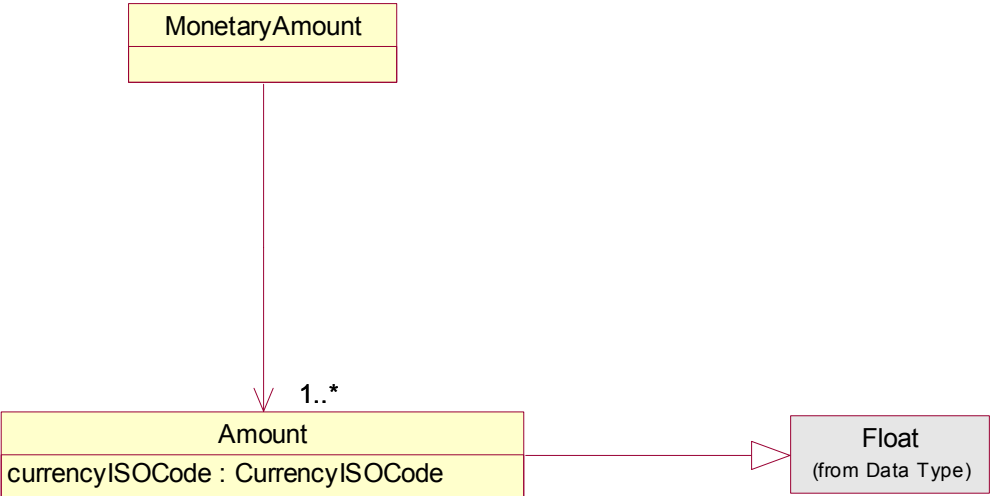 MonetaryAmount
1..*
Amount
currencyISOCode : CurrencyISOCode
Float
(from Data Type)